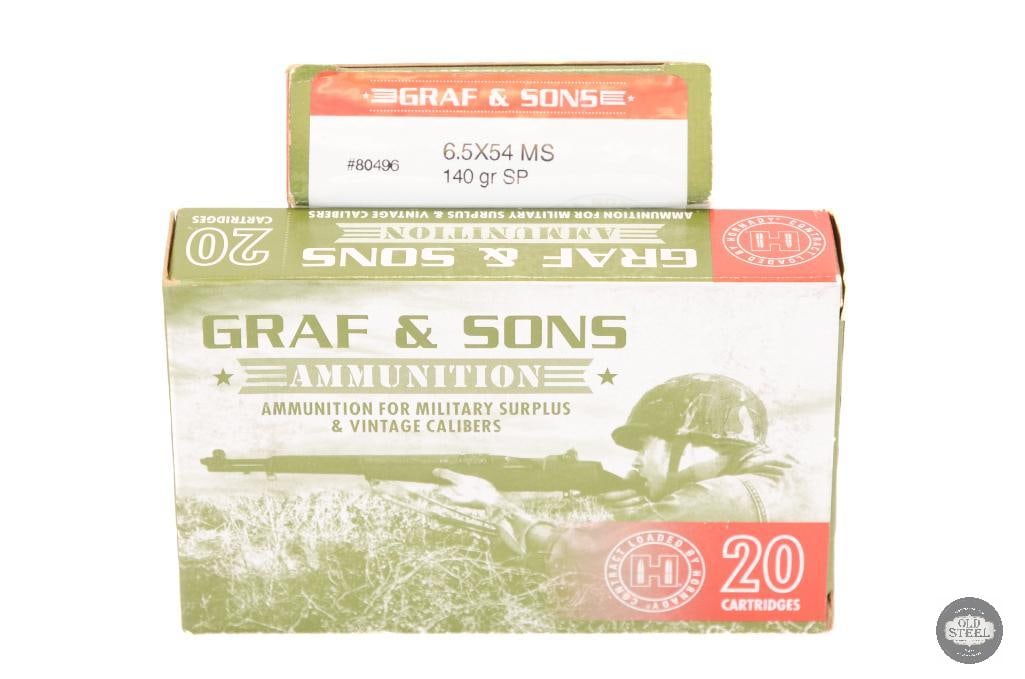 GRAF & SONS
#80496
6.5X54 MS
140 gr SP
AMMUNITION FOR MILITARY SURPLUS & VINTAGE CALIBERS
AMMUNITION
GRAF & SONS
20
CARTRIDGES
CONTRACT LOADED BY HORNADY
H
GRAF & SONS
AMMUNITION
AMMUNITION FOR MILITARY SURPLUS
& VINTAGE CALIBERS
CONTRACT LOADED BY HORNADY
H
20
CARTRIDGES
OLD
STEEL